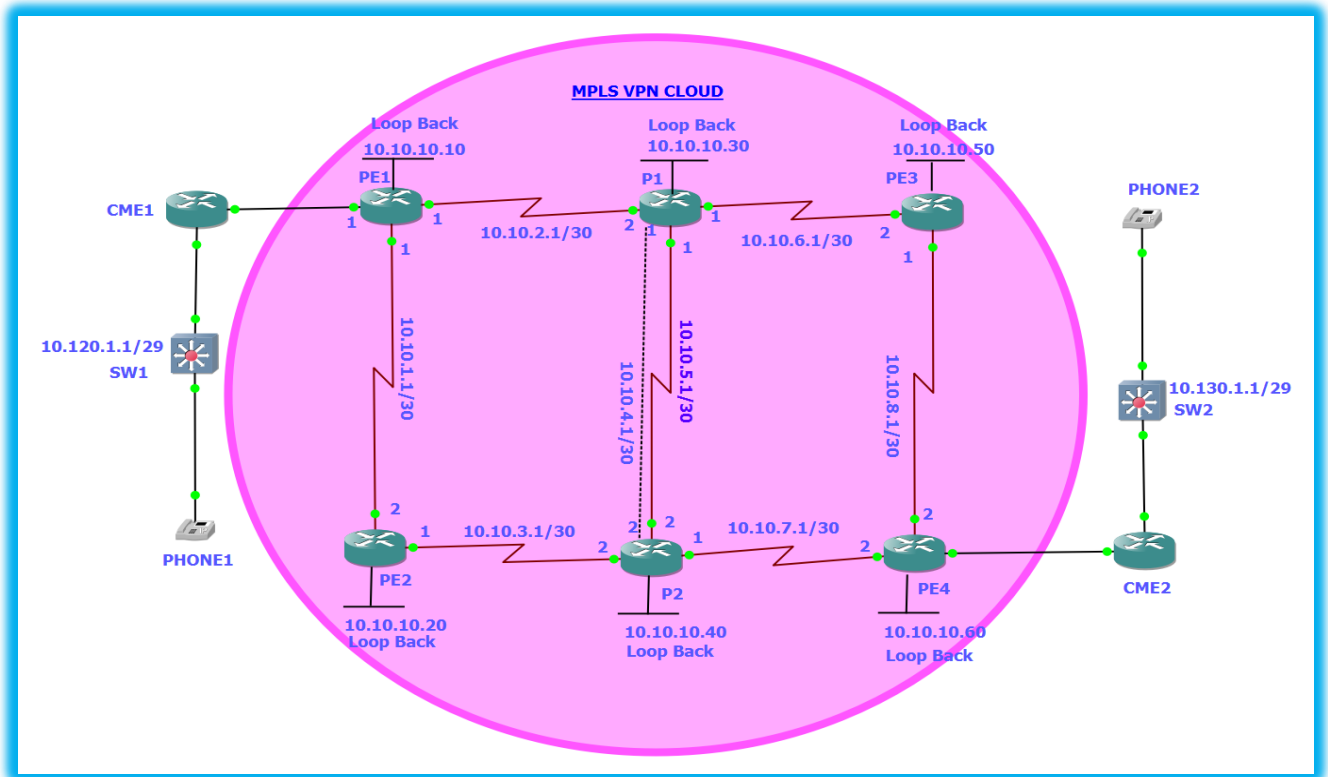 MPLS VPN CLOUD
Loop Back
10.10.10.10
Loop Back
10.10.10.30
Loop Back
10.10.10.50
PE1
P1
PE3
CME1
PHONE2
1
1
1
10.10.2.1/30
2
1
1
1
10.10.6.1/30
2
1
10.120.1.1/29
SW1
10.10.1.1/30
10.10.4.1/30
10.10.5.1/30
10.10.8.1/30
10.130.1.1/29
SW2
PHONE1
2
1
10.10.3.1/30
2
2
2
1
10.10.7.1/30
2
2
PE2
P2
PE4
CME2
10.10.10.20
Loop Back
10.10.10.40
Loop Back
10.10.10.60
Loop Back